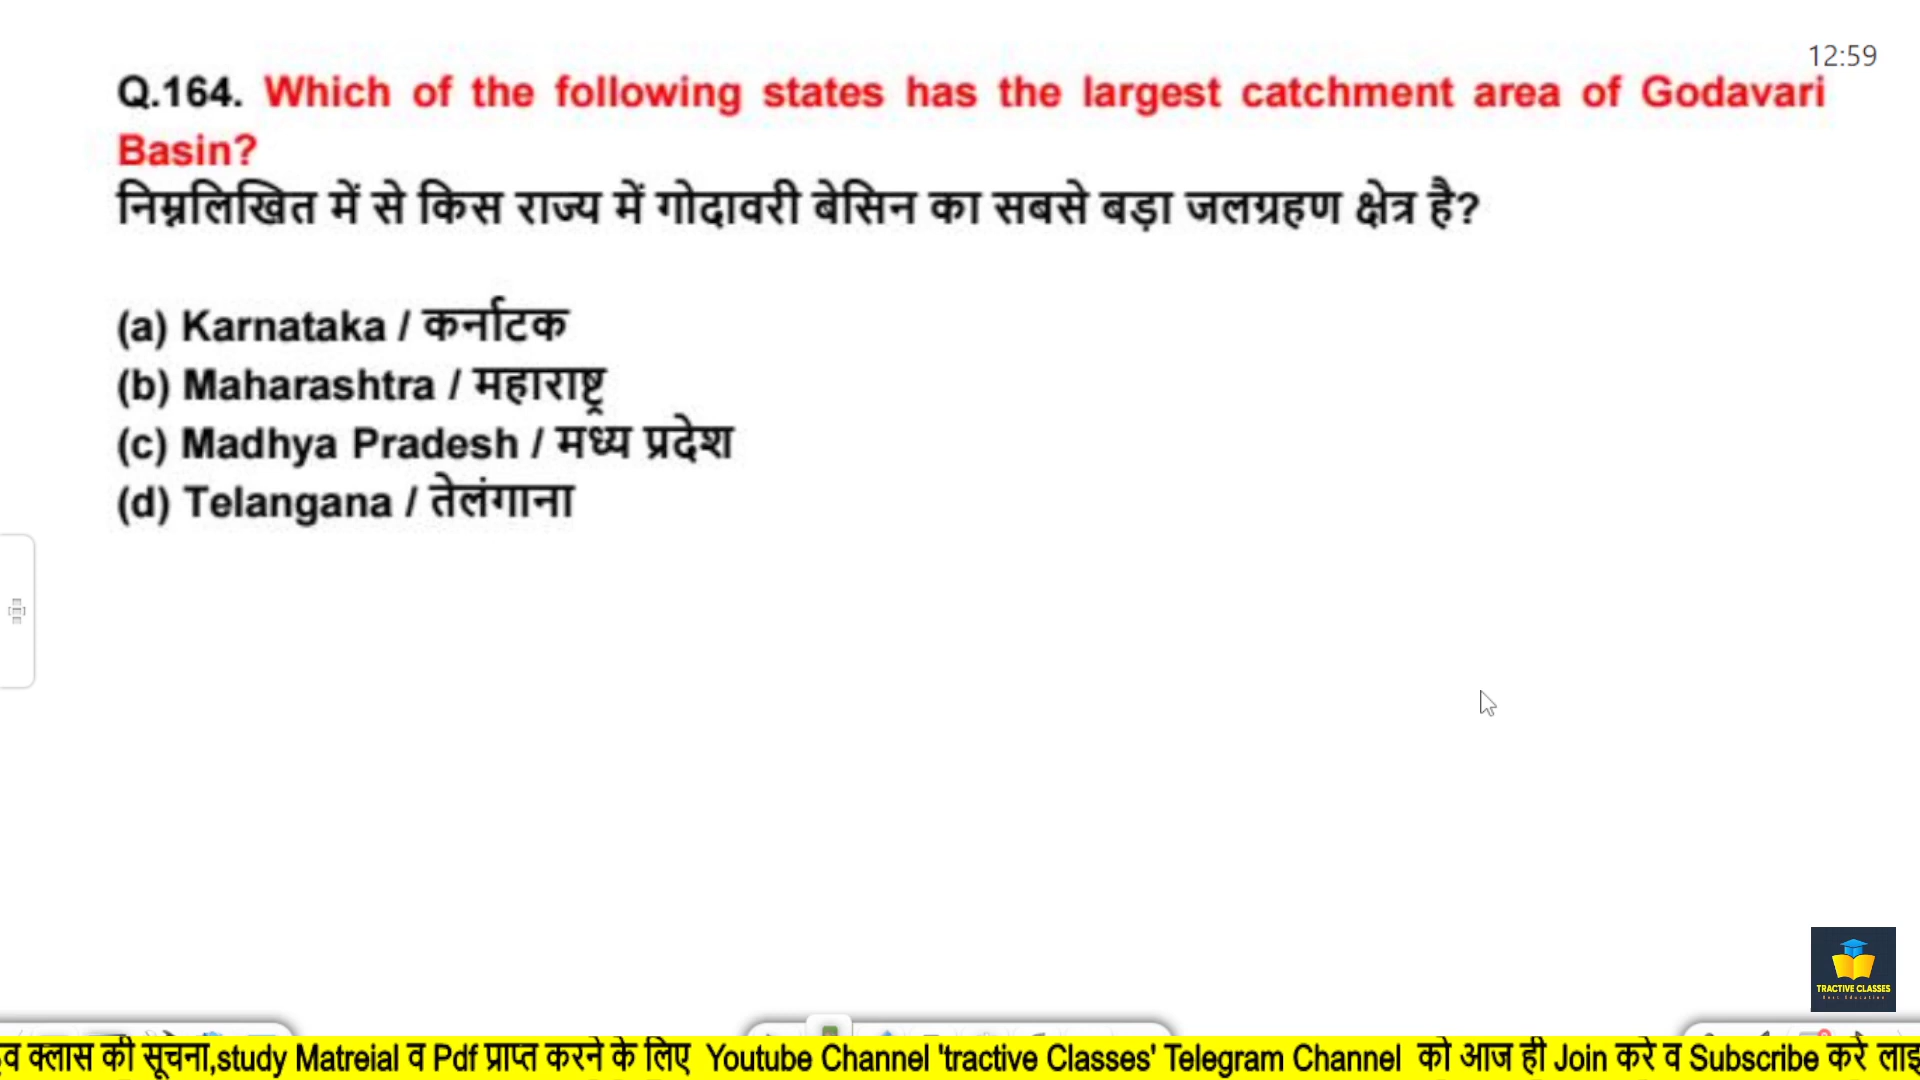 12:59
Q.164. Which of the following states has the largest catchment area of Godavari
Basin?
निम्नलिखित में से किस राज्य में गोदावरी बेसिन का सबसे बड़ा जलग्रहण क्षेत्र है?
(a) Karnataka / कर्नाटक
(b) Maharashtra / महाराष्ट्र
(c) Madhya Pradesh / मध्य प्रदेश
(d) Telangana / तेलंगाना
TRACTIVE CLASSES
Best Education
व क्लास की सूचना,study Matreial व Pdf प्राप्त करने के लिए Youtube Channel 'tractive Classes' Telegram Channel को आज ही Join करे व Subscribe करे